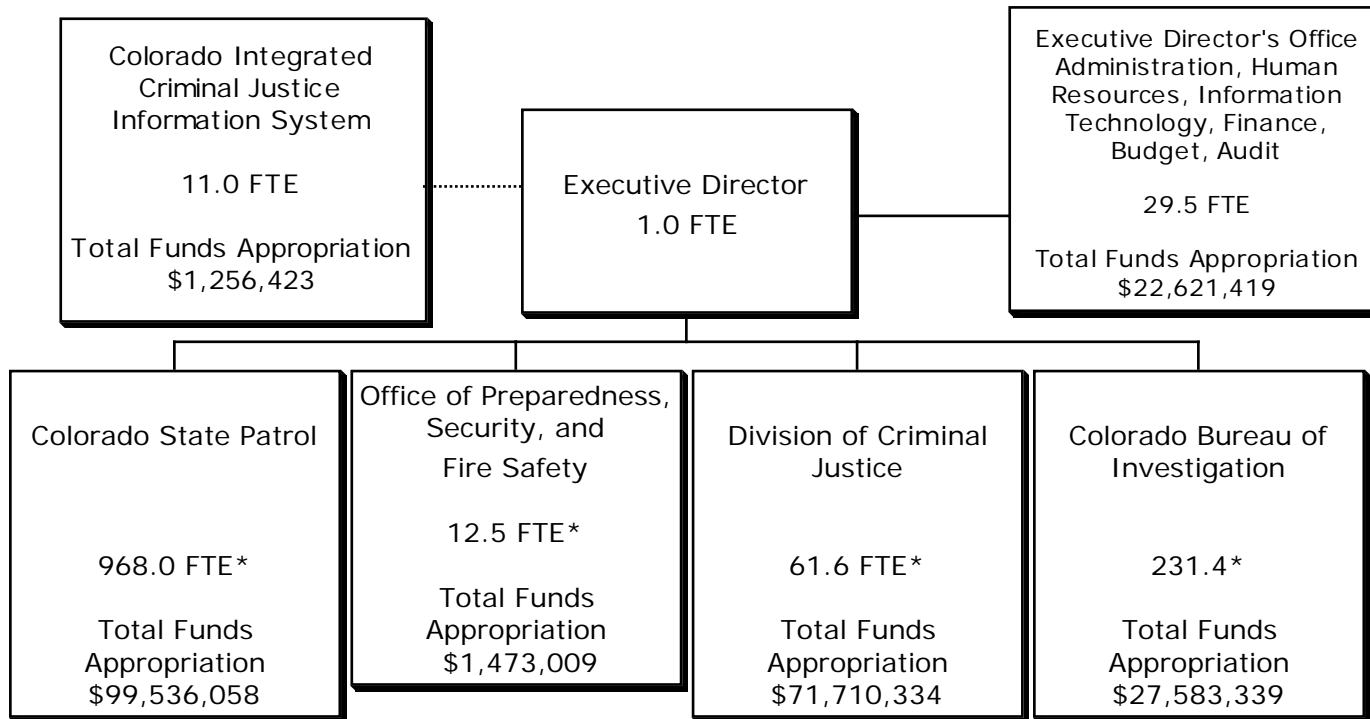 Colorado Integrated
Criminal Justice
Information System
11.0 FTE
Total Funds Appropriation
$1,256,423
Executive Director
1.0 FTE
Executive Director's Office
Administration, Human
Resources, Information
Technology, Finance,
Budget, Audit
29.5 FTE
Total Funds Appropriation
$22,621,419
Colorado State Patrol
968.0 FTE*
Total Funds
Appropriation
$99,536,058
Office of Preparedness,
Security, and
Fire Safety
12.5 FTE*
Total Funds
Appropriation
$1,473,009
Division of Criminal
Justice
61.6 FTE*
Total Funds
Appropriation
$71,710,334
Colorado Bureau of
Investigation
231.4*
Total Funds
Appropriation
$27,583,339